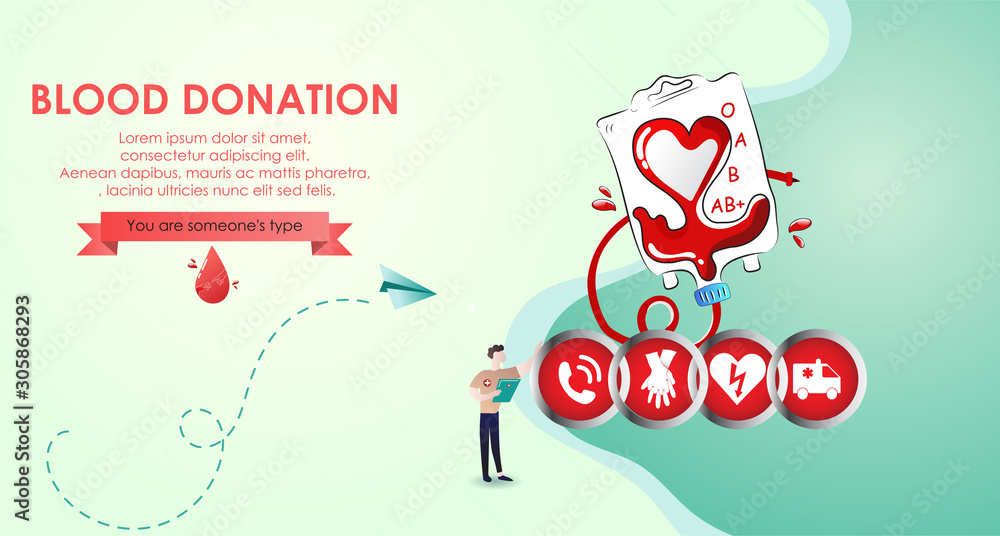 BLOOD DONATION
Lorem ipsum dolor sit amet,
consectetur adipiscing elit.
Aenean dapibus, mauris ac mattis pharetra,
, lacinia ultricies nunc elit sed felis.
You are someone's type
O
A
B
AB+
Adobe Stock | #305868293